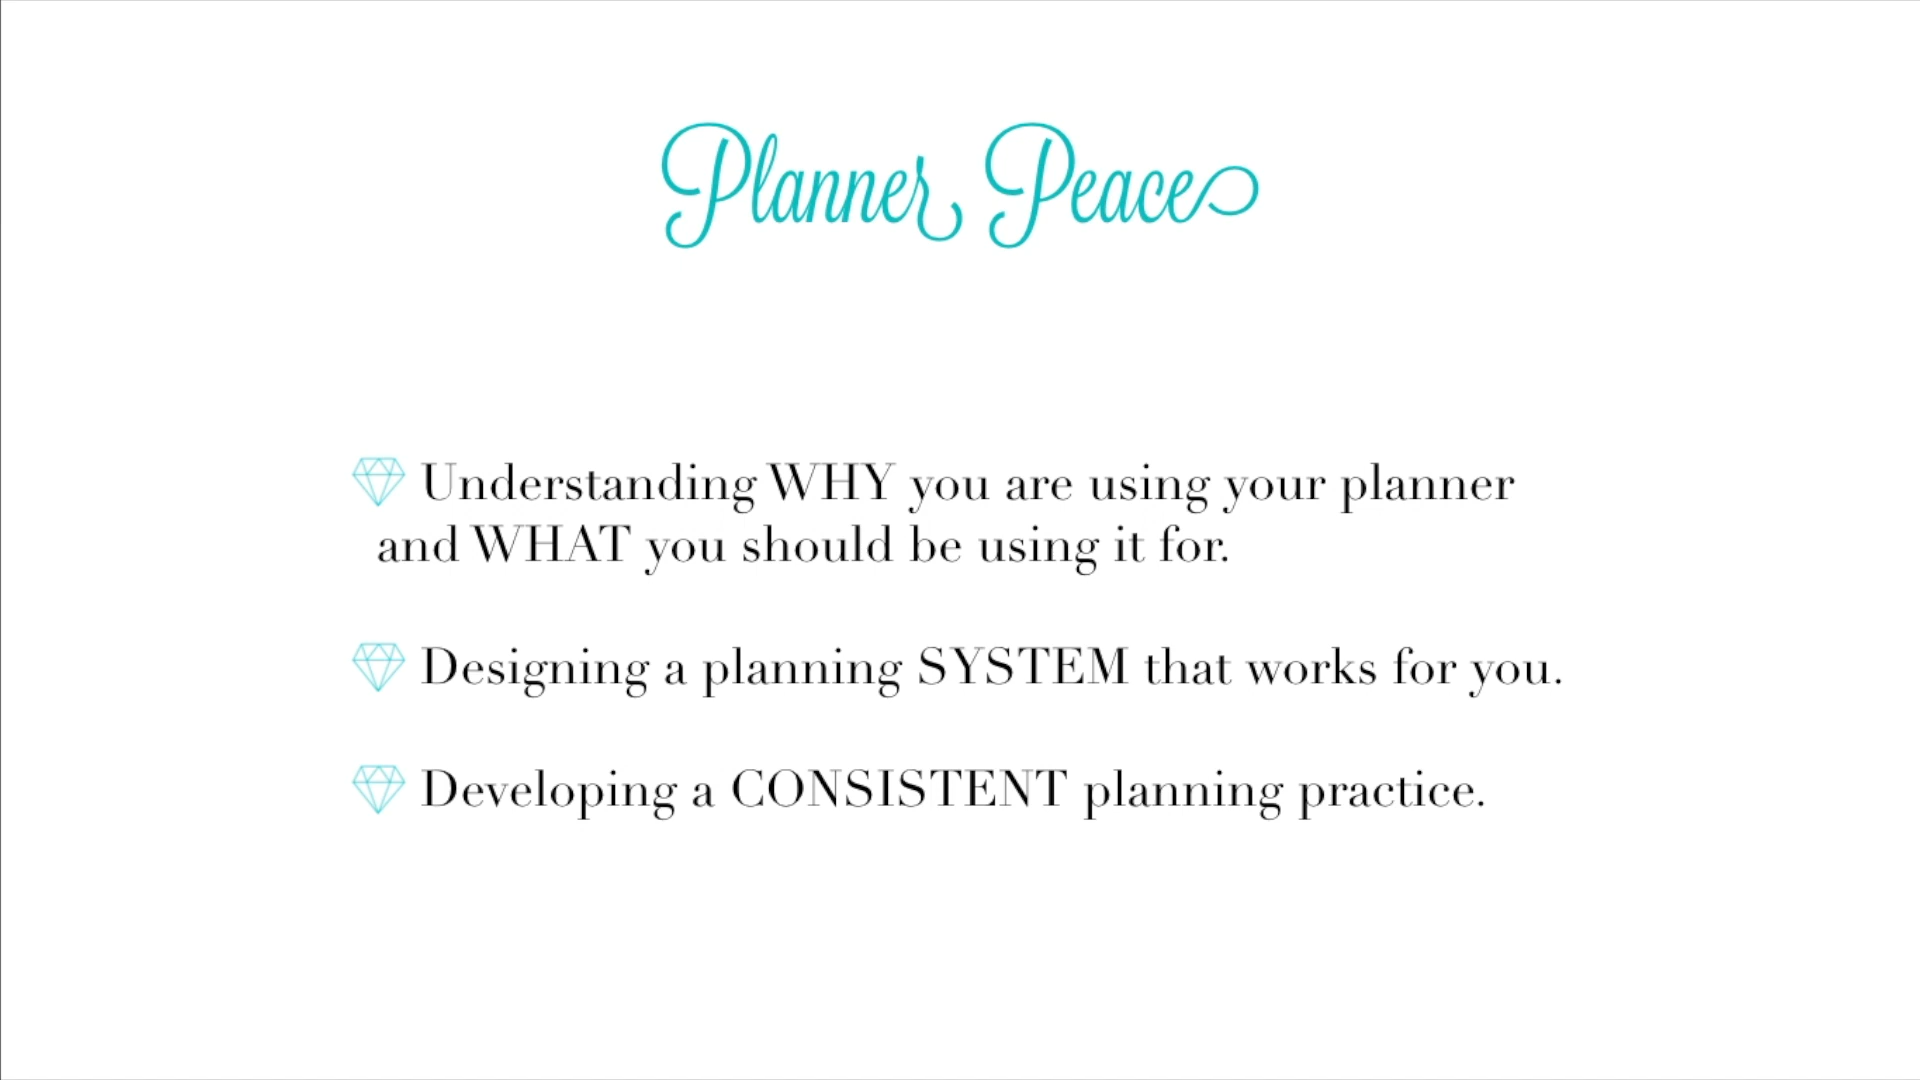 Planner Peace
Understanding WHY you are using your planner
and WHAT you should be using it for.
Designing a planning SYSTEM that works for you.
Developing a CONSISTENT planning practice.